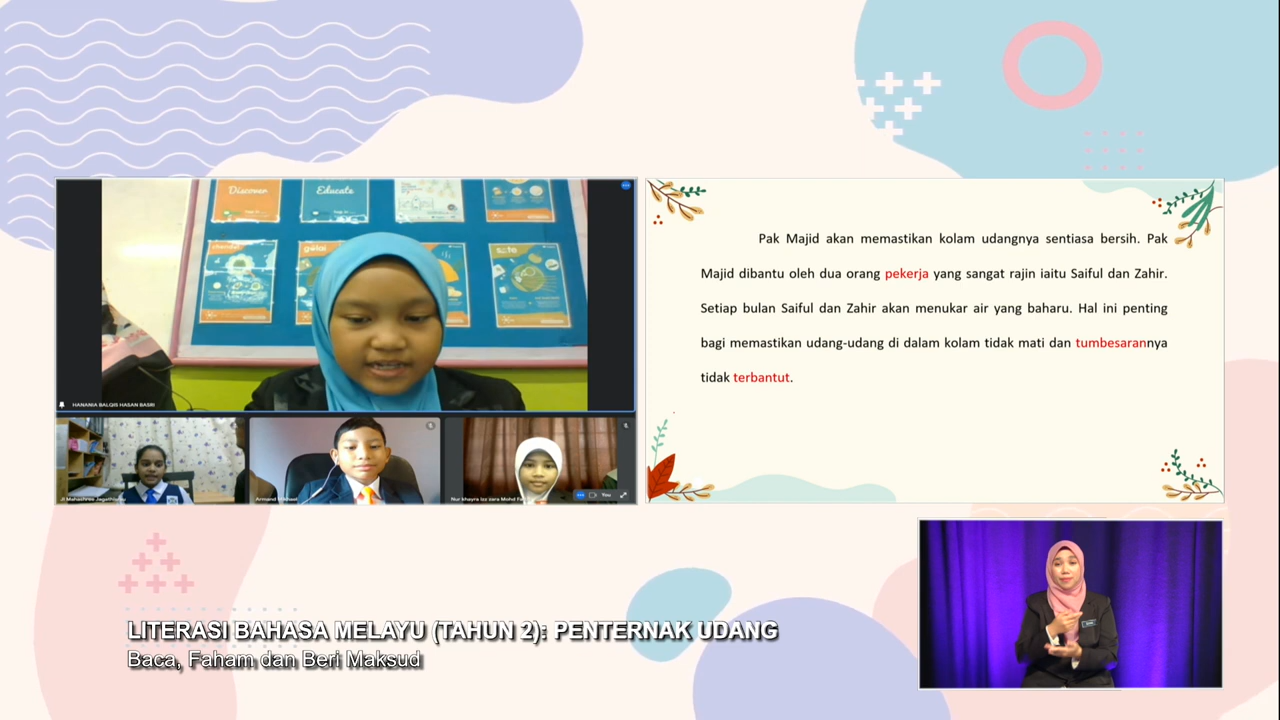 Discover
Educate
HANANIA BALQIS HASAN BASRI
Armand Mikhael
You
Pak Majid akan memastikan kolam udangnya sentiasa bersih. Pak
Majid dibantu oleh dua orang pekerja yang sangat rajin iaitu Saiful dan Zahir.
Setiap bulan Saiful dan Zahir akan menukar air yang baharu. Hal ini penting
bagi memastikan udang-udang di dalam kolam tidak mati dan tumbesarannya
tidak terbantut.
LITERASI BAHASA MELAYU (TAHUN 2): PENTERNAK UDANG
Baca, Faham dan Beri Maksud